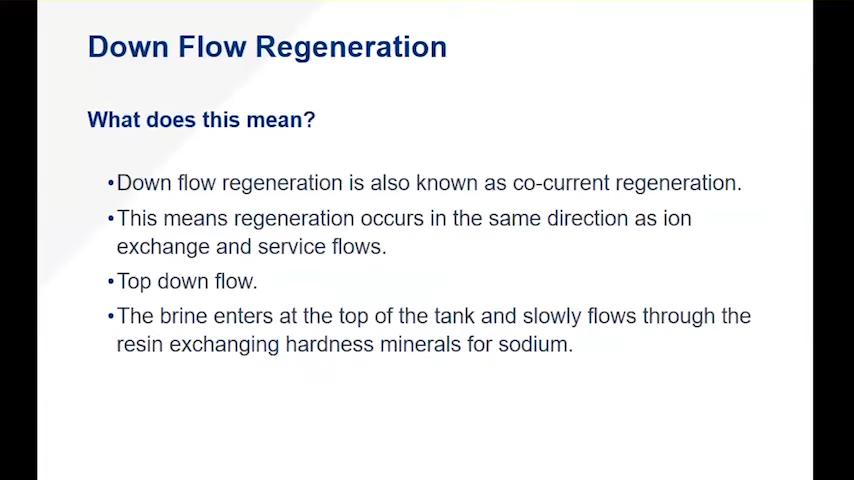 Down Flow Regeneration
What does this mean?
•Down flow regeneration is also known as co-current regeneration.
•This means regeneration occurs in the same direction as ion
exchange and service flows.
•Top down flow.
•The brine enters at the top of the tank and slowly flows through the
resin exchanging hardness minerals for sodium.